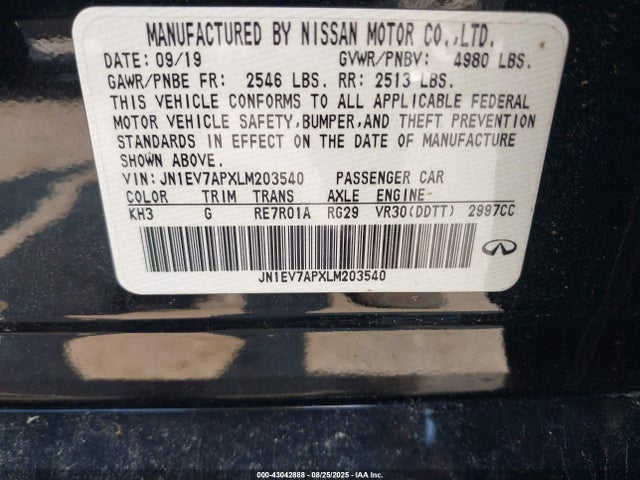 MANUFACTURED BY NISSAN MOTOR CO.,LTD.
DATE: 09/19 GVWR/PNBV: 4980 LBS.
GAWR/PNBE FR: 2546 LBS. RR: 2513 LBS.
THIS VEHICLE CONFORMS TO ALL APPLICABLE FEDERAL
MOTOR VEHICLE SAFETY,BUMPER,AND THEFT PREVENTION
STANDARDS IN EFFECT ON THE DATE OF MANUFACTURE
SHOWN ABOVE.
VIN: JN1EV7APXLM203540 PASSENGER CAR
COLOR TRIM TRANS AXLE ENGINE-
KH3 G RE7R01A RG29 VR30(DDTT) 2997CC
JN1EV7APXLM203540
INFINITI
000-43042888 - 08/25/2025 - IAA Inc.